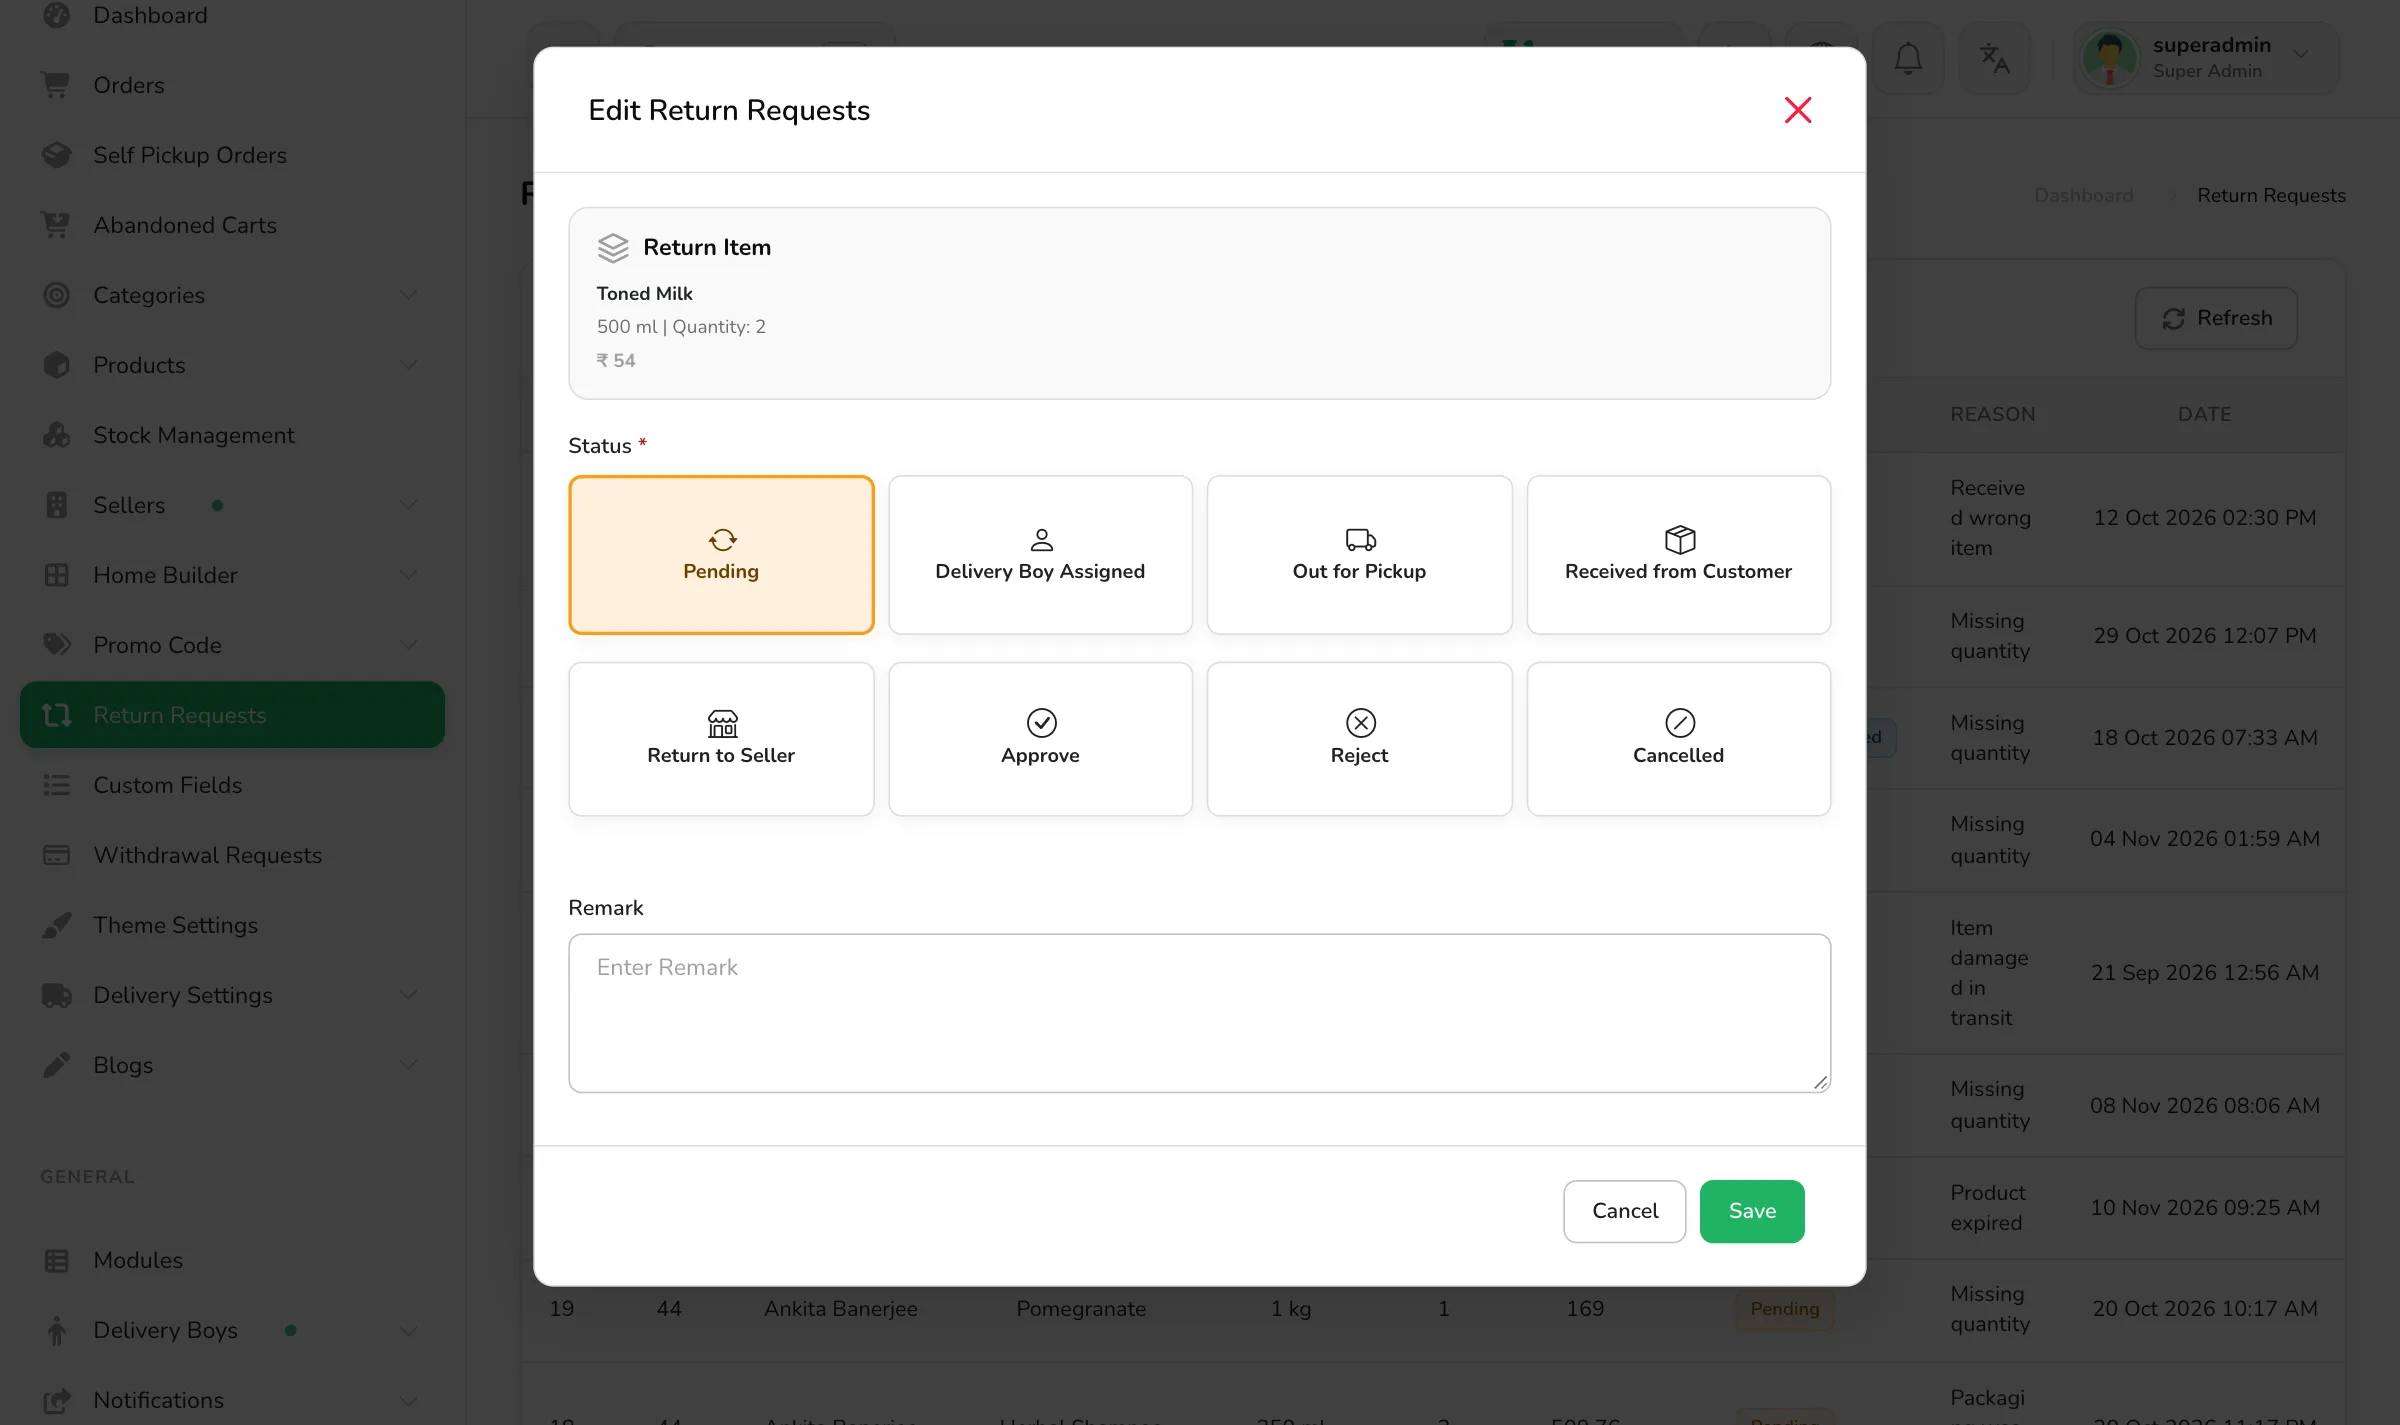 Dashboard
Orders
Self Pickup Orders
Abandoned Carts
Categories
Products
Stock Management
Sellers
Home Builder
Promo Code
Return Requests
Custom Fields
Withdrawal Requests
Theme Settings
Delivery Settings
Blogs
GENERAL
Modules
Delivery Boys
Notifications
superadmin
Super Admin
Dashboard
Return Requests
Refresh
Edit Return Requests
Return Item
Toned Milk
500 ml | Quantity: 2
₹ 54
Status *
Pending
Delivery Boy Assigned
Out for Pickup
Received from Customer
Return to Seller
Approve
Reject
Cancelled
Remark
Enter Remark
Cancel
Save
REASON DATE
Receive
d wrong
item
12 Oct 2026 02:30 PM
Missing
quantity
29 Oct 2026 12:07 PM
ed
Missing
quantity
18 Oct 2026 07:33 AM
Missing
quantity
04 Nov 2026 01:59 AM
Item
damage
d in
transit
21 Sep 2026 12:56 AM
Missing
quantity
08 Nov 2026 08:06 AM
Product
expired
10 Nov 2026 09:25 AM
19 44 Ankita Banerjee Pomegranate 1 kg 1 169 Pending
Missing
quantity
20 Oct 2026 10:17 AM
Packagi